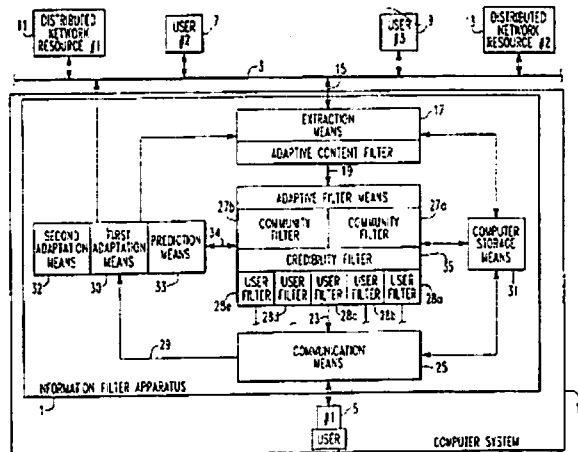 11
DISTRIBUTED
NETWORK
RESOURCE #1
USER
#2
7
USER
#3
9
DISTRIBUTED
NETWORK
RESOURCE #2
3
15
EXTRACTION
MEANS
17
ADAPTIVE CONTENT FILTER
19
ADAPTIVE FILTER MEANS
27b
27a
COMMUNITY
FILTER
COMMUNITY
FILTER
CREDIBILITY FILTER
35
SECOND
ADAPTATION
MEANS
FIRST
ADAPTATION
MEANS
PREDICTION
MEANS
34
32
30
33
COMPUTER
STORAGE
MEANS
31
USER
FILTER
USER
FILTER
USER
FILTER
USER
FILTER
USER
FILTER
28e
28d
28c
28b
28a
23
29
COMMUNICATION
MEANS
25
INFORMATION FILTER APPARATUS
1
#1
USER
5
COMPUTER SYSTEM